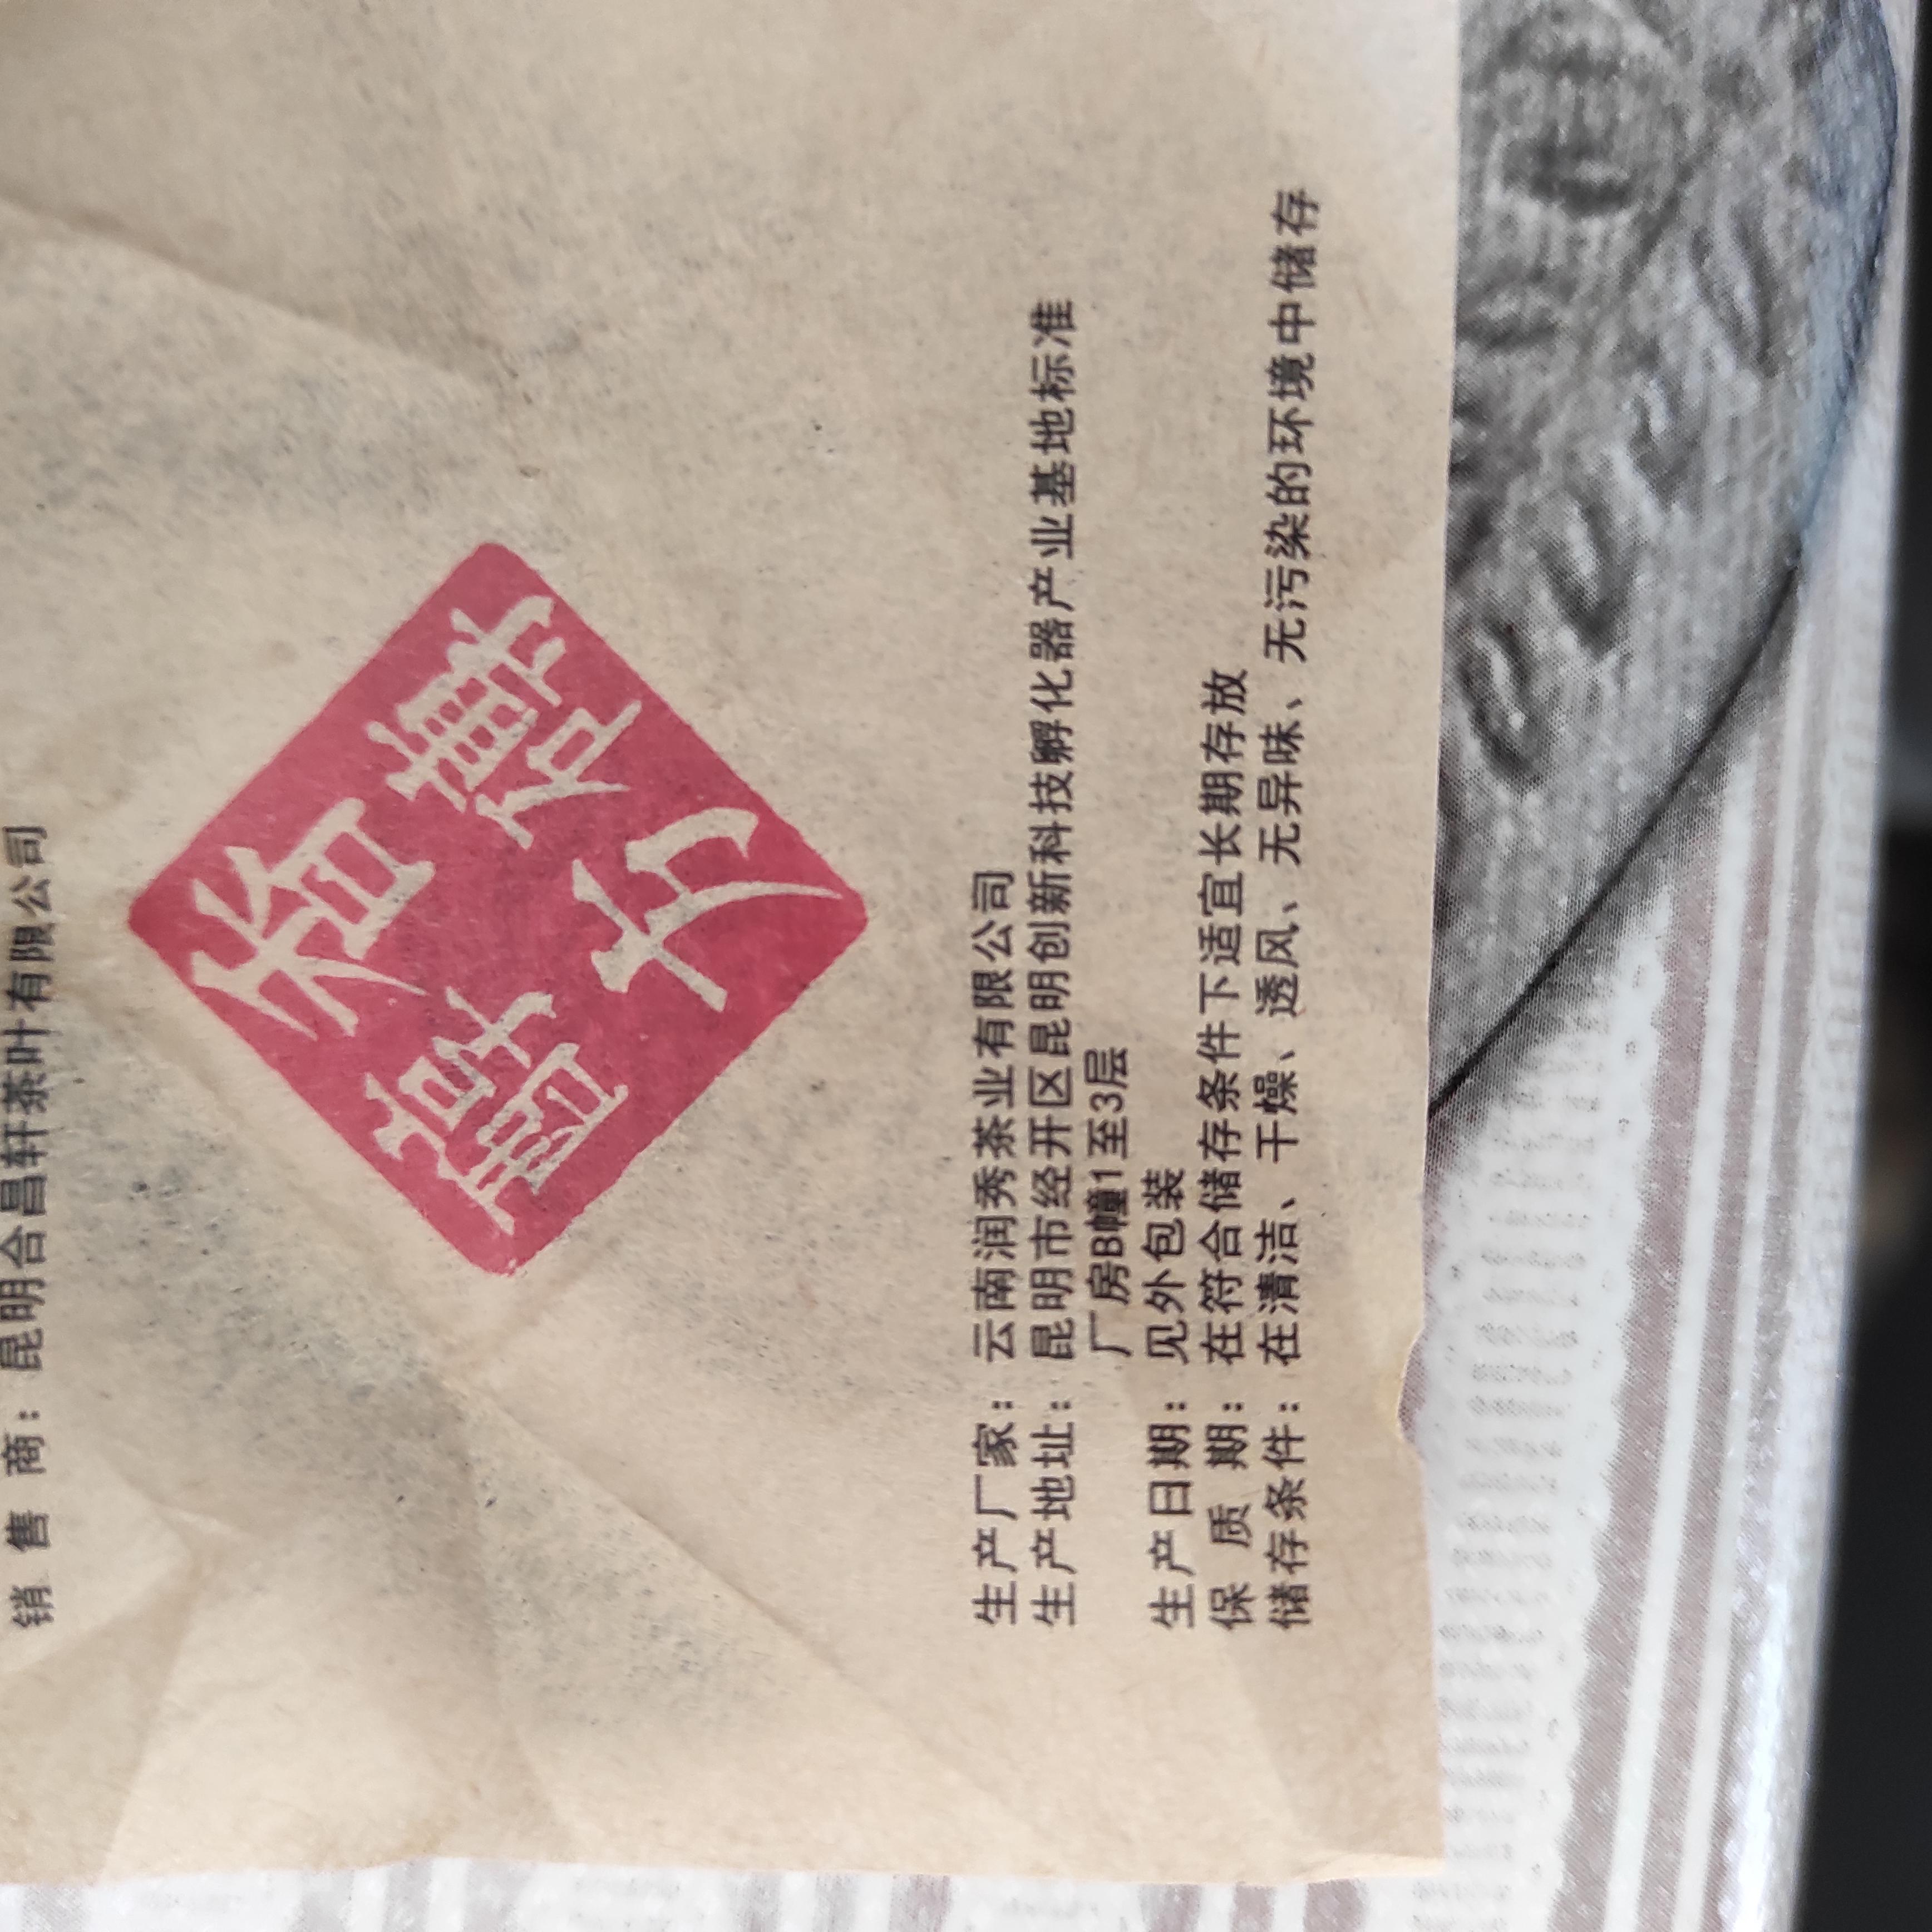 销 售 商：昆明合昌轩茶叶有限公司
生产厂家：云南润秀茶业有限公司
生产地址：昆明市经开区昆明创新科技孵化器产业基地标准
厂房B幢1至3层
生产日期：见外包装
保 质 期：在符合储存条件下适宜长期存放
储存条件：在清洁、干燥、透风、无异味、无污染的环境中储存